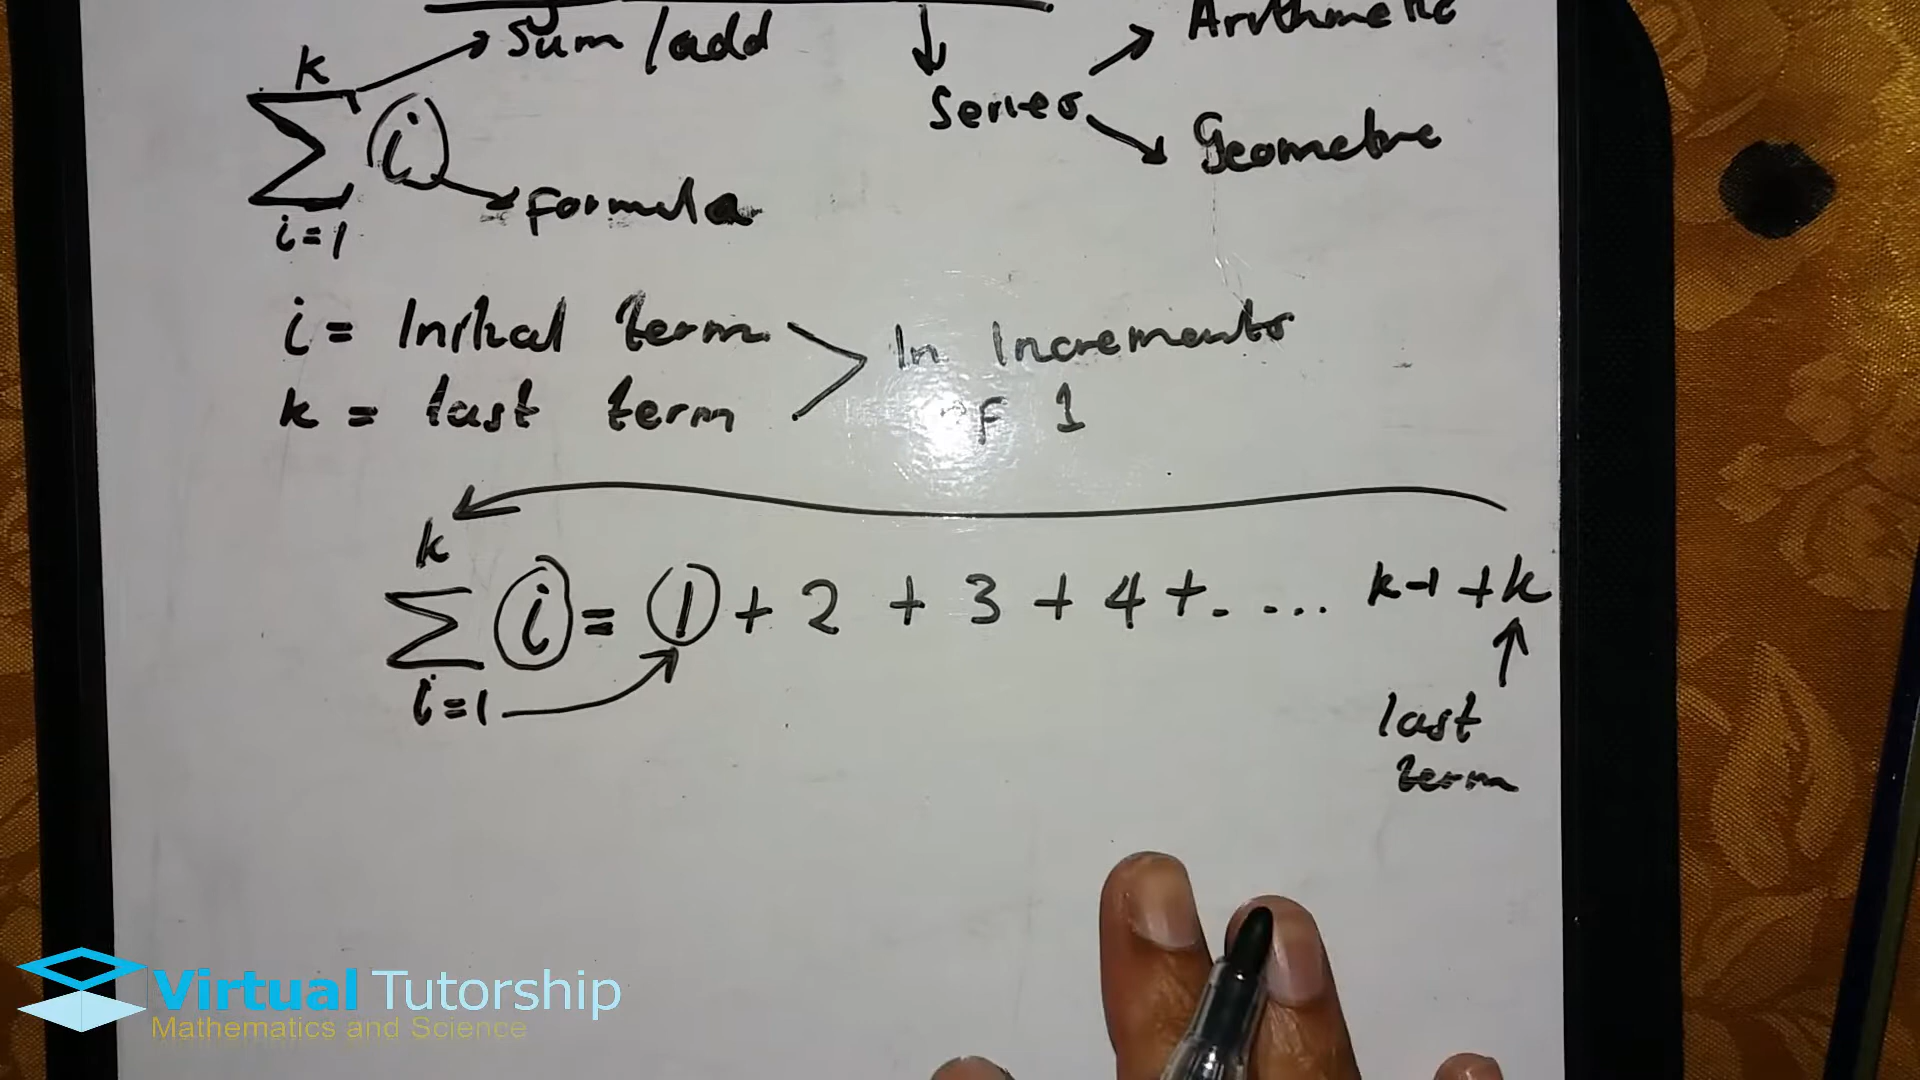 Sum / add
Arithmetic
k
Σ i
i=1
Series
Geometric
formula
i = Initial term
k = last term
In Increments
of 1
k
Σ i = 1 + 2 + 3 + 4 + ..... k-1 + k
i=1
last
term
Virtual Tutorship
Mathematics and Science